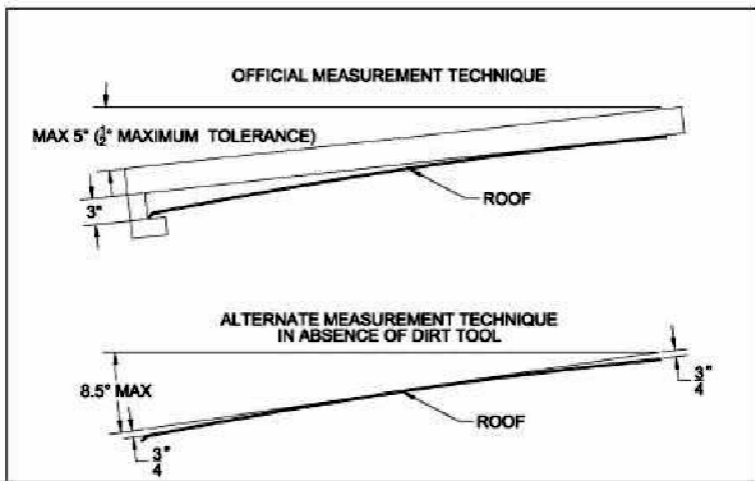 OFFICIAL MEASUREMENT TECHNIQUE
MAX 5° (½° MAXIMUM TOLERANCE)
3"
ROOF
ALTERNATE MEASUREMENT TECHNIQUE
IN ABSENCE OF DIRT TOOL
8.5° MAX
3/4"
ROOF
3/4"